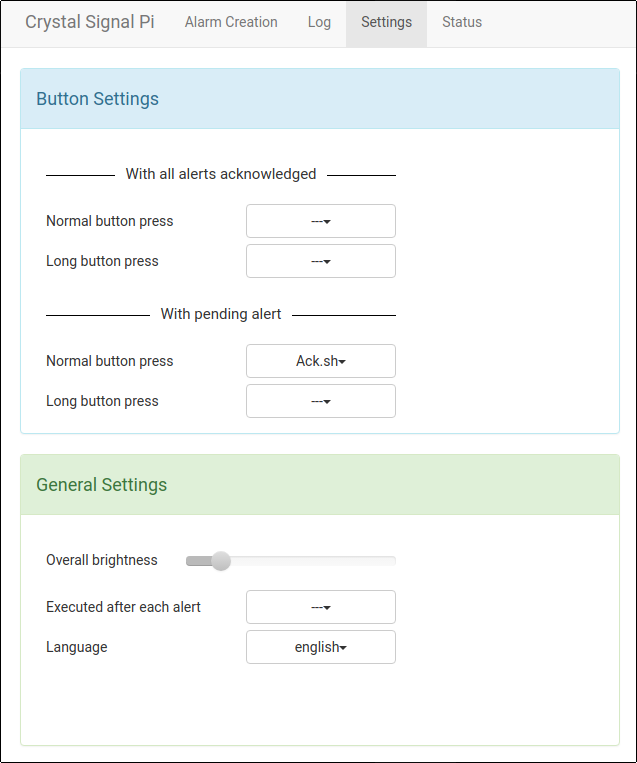 Crystal Signal Pi Alarm Creation Log Settings Status
Button Settings
With all alerts acknowledged
Normal button press ---
Long button press ---
With pending alert
Normal button press Ack.sh
Long button press ---
General Settings
Overall brightness
Executed after each alert ---
Language english